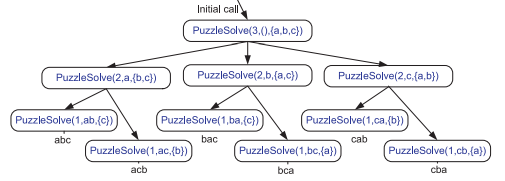 Initial call
PuzzleSolve(3,(),{a,b,c})
PuzzleSolve(2,a{b,c})
PuzzleSolve(2,b,{a,c})
PuzzleSolve(2,c,{a,b})
PuzzleSolve(1,ab,{c})
PuzzleSolve(1,ba,{c})
PuzzleSolve(1,ca,{b})
abc
bac
cab
PuzzleSolve(1,ac,{b})
PuzzleSolve(1,bc,{a})
PuzzleSolve(1,cb,{a})
acb
bca
cba